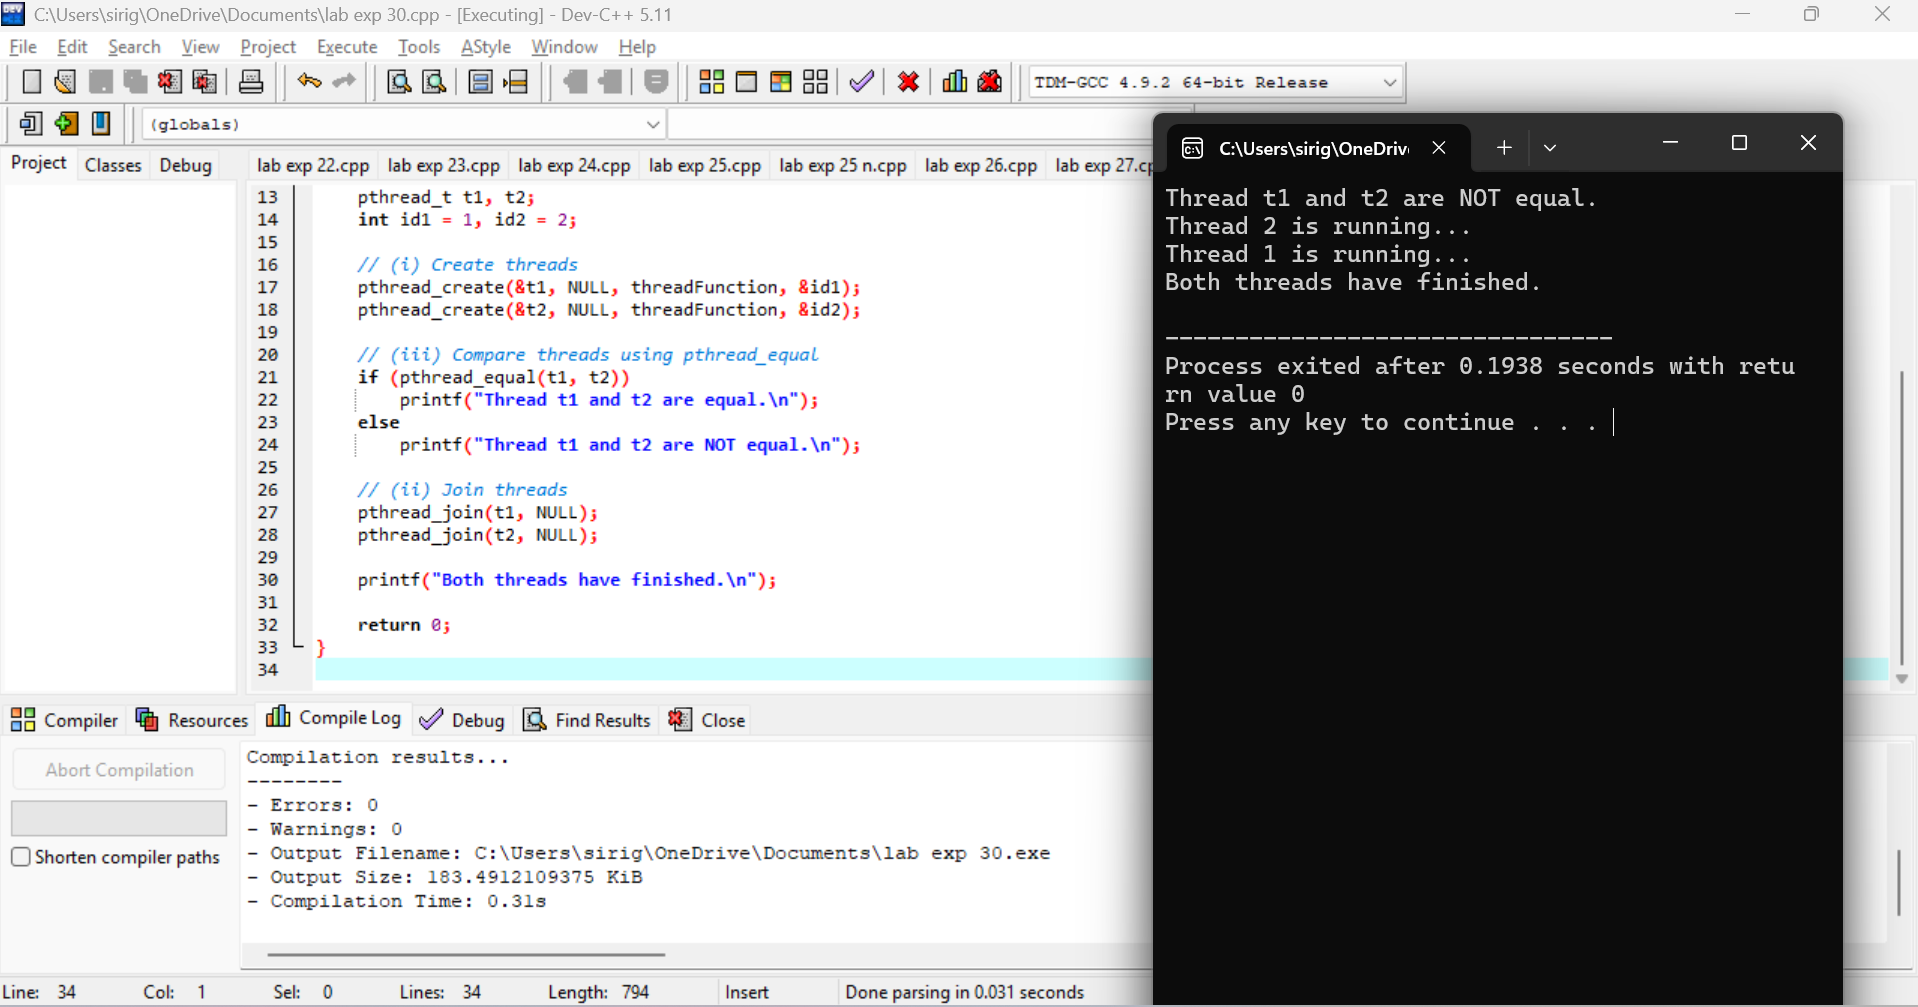 C:\Users\sirig\OneDrive\Documents\lab exp 30.cpp - [Executing] - Dev-C++ 5.11
File Edit Search View Project Execute Tools AStyle Window Help
TDM-GCC 4.9.2 64-bit Release
(globals)
Project Classes Debug
lab exp 22.cpp lab exp 23.cpp lab exp 24.cpp lab exp 25.cpp lab exp 25 n.cpp lab exp 26.cpp lab exp 27.cp
13 pthread_t t1, t2;
14 int id1 = 1, id2 = 2;
15
16 // (i) Create threads
17 pthread_create(&t1, NULL, threadFunction, &id1);
18 pthread_create(&t2, NULL, threadFunction, &id2);
19
20 // (iii) Compare threads using pthread_equal
21 if (pthread_equal(t1, t2))
22 printf("Thread t1 and t2 are equal.\n");
23 else
24 printf("Thread t1 and t2 are NOT equal.\n");
25
26 // (ii) Join threads
27 pthread_join(t1, NULL);
28 pthread_join(t2, NULL);
29
30 printf("Both threads have finished.\n");
31
32 return 0;
33 }
34
C:\Users\sirig\OneDriv
Thread t1 and t2 are NOT equal.
Thread 2 is running...
Thread 1 is running...
Both threads have finished.
--------------------------------
Process exited after 0.1938 seconds with retu
rn value 0
Press any key to continue . . .
Compiler Resources Compile Log Debug Find Results Close
Abort Compilation
Shorten compiler paths
Compilation results...
--------
- Errors: 0
- Warnings: 0
- Output Filename: C:\Users\sirig\OneDrive\Documents\lab exp 30.exe
- Output Size: 183.4912109375 KiB
- Compilation Time: 0.31s
Line: 34 Col: 1 Sel: 0 Lines: 34 Length: 794 Insert Done parsing in 0.031 seconds